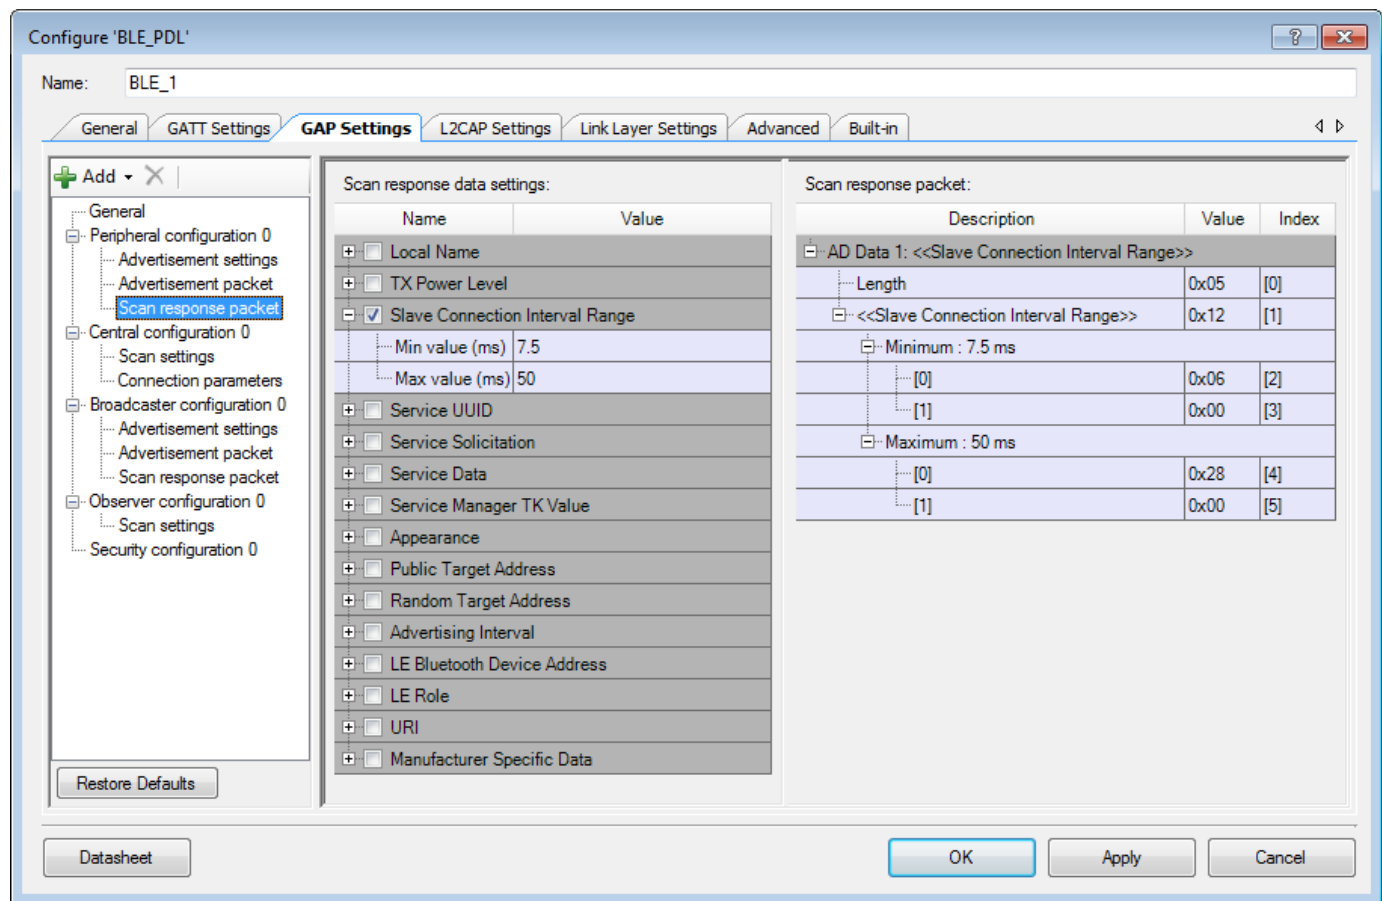 Configure 'BLE_PDL'
Name: BLE_1
General GATT Settings GAP Settings L2CAP Settings Link Layer Settings Advanced Built-in
Add
General
Peripheral configuration 0
Advertisement settings
Advertisement packet
Scan response packet
Central configuration 0
Scan settings
Connection parameters
Broadcaster configuration 0
Advertisement settings
Advertisement packet
Scan response packet
Observer configuration 0
Scan settings
Security configuration 0
Restore Defaults
Scan response data settings:
Name Value
Local Name
TX Power Level
Slave Connection Interval Range
Min value (ms) 7.5
Max value (ms) 50
Service UUID
Service Solicitation
Service Data
Service Manager TK Value
Appearance
Public Target Address
Random Target Address
Advertising Interval
LE Bluetooth Device Address
LE Role
URI
Manufacturer Specific Data
Scan response packet:
Description Value Index
AD Data 1: <<Slave Connection Interval Range>>
Length 0x05 [0]
<<Slave Connection Interval Range>> 0x12 [1]
Minimum : 7.5 ms
[0] 0x06 [2]
[1] 0x00 [3]
Maximum : 50 ms
[0] 0x28 [4]
[1] 0x00 [5]
Datasheet OK Apply Cancel